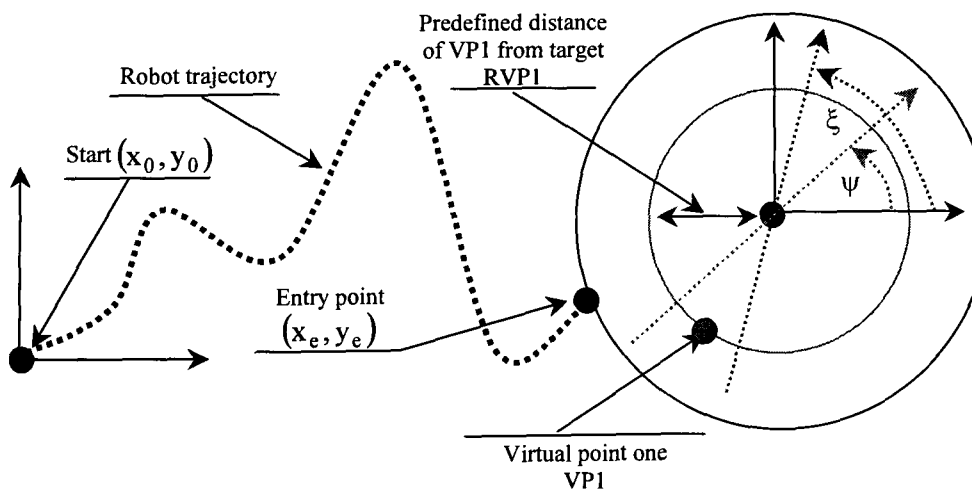 Predefined distance
of VP1 from target
RVP1
Robot trajectory
Start (x₀, y₀)
ξ
ψ
Entry point
(xₑ, yₑ)
Virtual point one
VP1